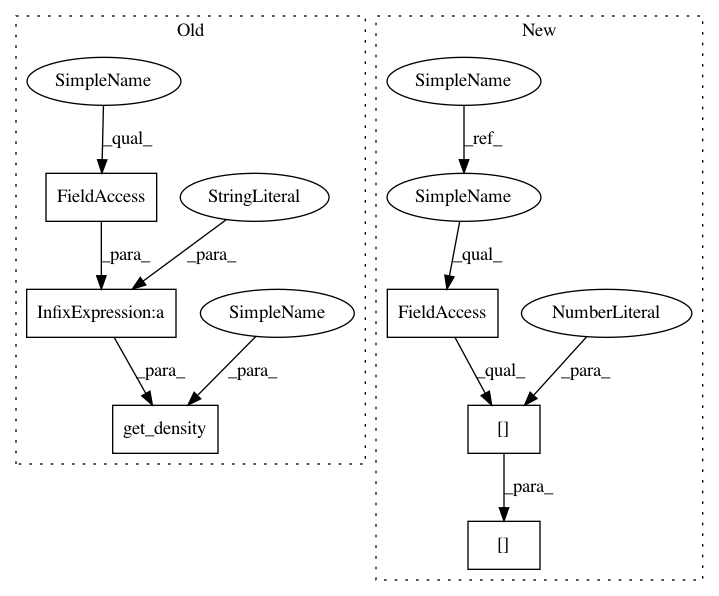 Old
New
SimpleName
SimpleName
_qual_
_ref_
FieldAccess
StringLiteral
SimpleName
_para_
_para_
_qual_
InfixExpression:a
SimpleName
FieldAccess
NumberLiteral
_para_
_para_
_qual_
_para_
get_density
[]
_para_
[]